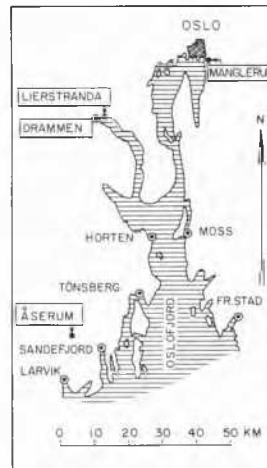 OSLO
MANGLERU
LIERSTRANDA
DRAMMEN
N
HORTEN
MOSS
TÖNSBERG
FR.STAD
ÅSERUM
OSLOFJORD
SANDEFJORD
LARVIK
0 10 20 30 40 50 KM